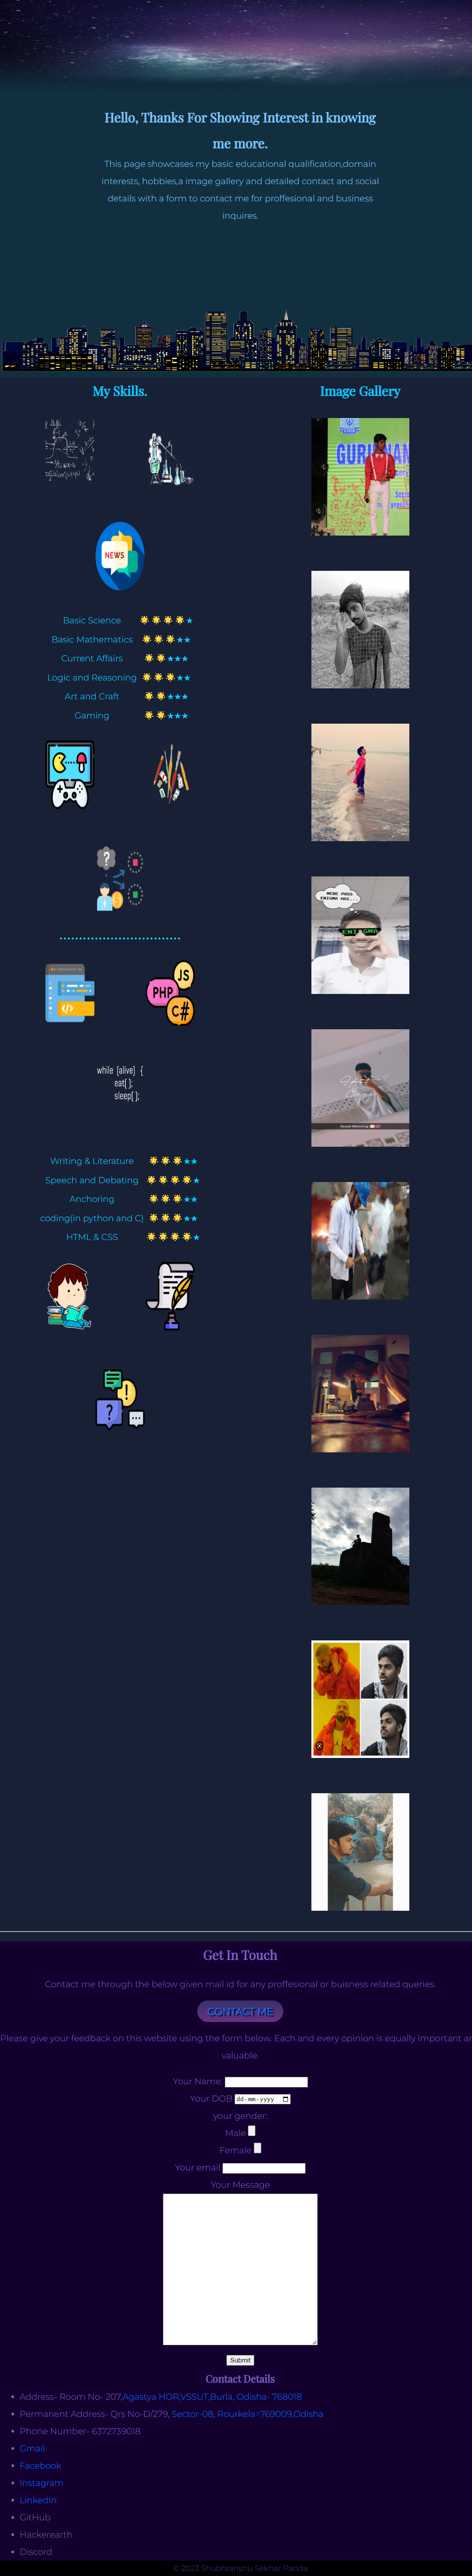 Hello, Thanks For Showing Interest in knowing
me more.
This page showcases my basic educational qualification,domain
interests, hobbies,a image gallery and detailed contact and social
details with a form to contact me for proffesional and business
inquires.
My Skills.
Image Gallery
NEWS
Basic Science 🌟 🌟 🌟 🌟 ★
Basic Mathematics 🌟 🌟 🌟 ★★
Current Affairs 🌟 🌟 ★★★
Logic and Reasoning 🌟 🌟 🌟 ★★
Art and Craft 🌟 🌟 ★★★
Gaming 🌟 🌟 ★★★
?
MERE PASS
ENIGMA HAI...
ENIGMA
JS
PHP
C#
while (alive) {
eat( );
sleep( );
Good Morning
Writing & Literature 🌟 🌟 🌟 ★★
Speech and Debating 🌟 🌟 🌟 🌟 ★
Anchoring 🌟 🌟 🌟 ★★
coding(in python and C) 🌟 🌟 🌟 ★★
HTML & CSS 🌟 🌟 🌟 🌟 ★
!
?
...
Get In Touch
Contact me through the below given mail id for any proffesional or buisness related queries.
CONTACT ME
Please give your feedback on this website using the form below. Each and every opinion is equally important ar
valuable.
Your Name:
Your DOB dd-mm-yyyy
your gender:
Male
Female
Your email
Your Message
Submit
Contact Details
• Address- Room No- 207,Agastya HOR,VSSUT,Burla, Odisha- 768018
• Permanent Address- Qrs No-D/279, Sector-08, Rourkela=769009,Odisha
• Phone Number- 6372739018
• Gmail
• Facebook
• Instagram
• LinkedIn
• GitHub
• Hackerearth
• Discord
© 2023 Shubhranshu Sekhar Panda